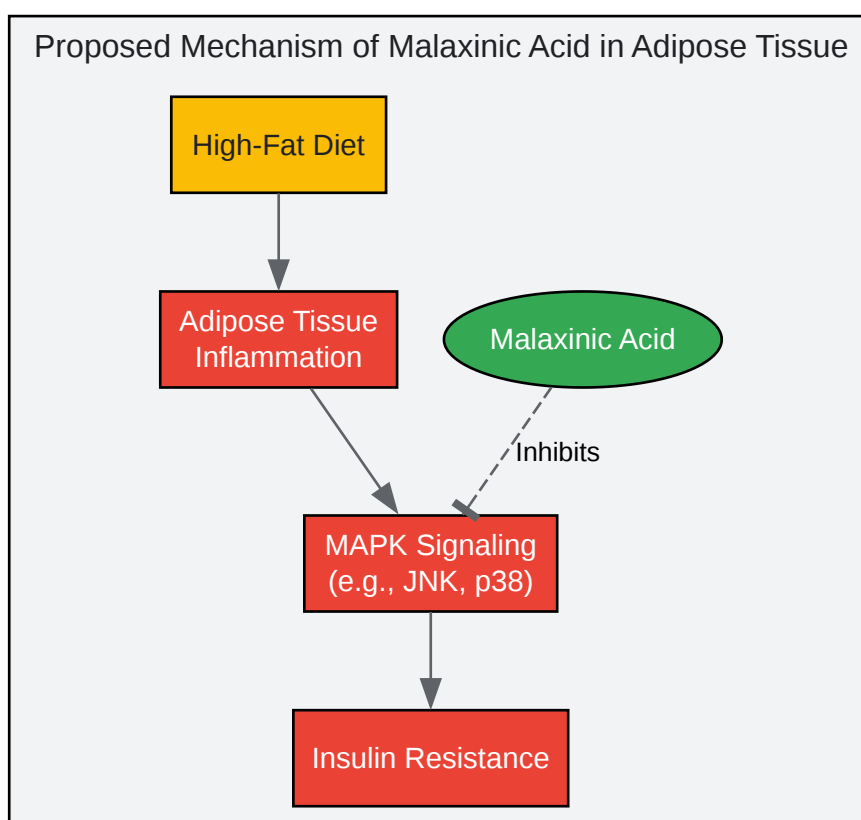 Proposed Mechanism of Malaxinic Acid in Adipose Tissue
High-Fat Diet
Adipose Tissue
Inflammation
Malaxinic Acid
Inhibits
MAPK Signaling
(e.g., JNK, p38)
Insulin Resistance